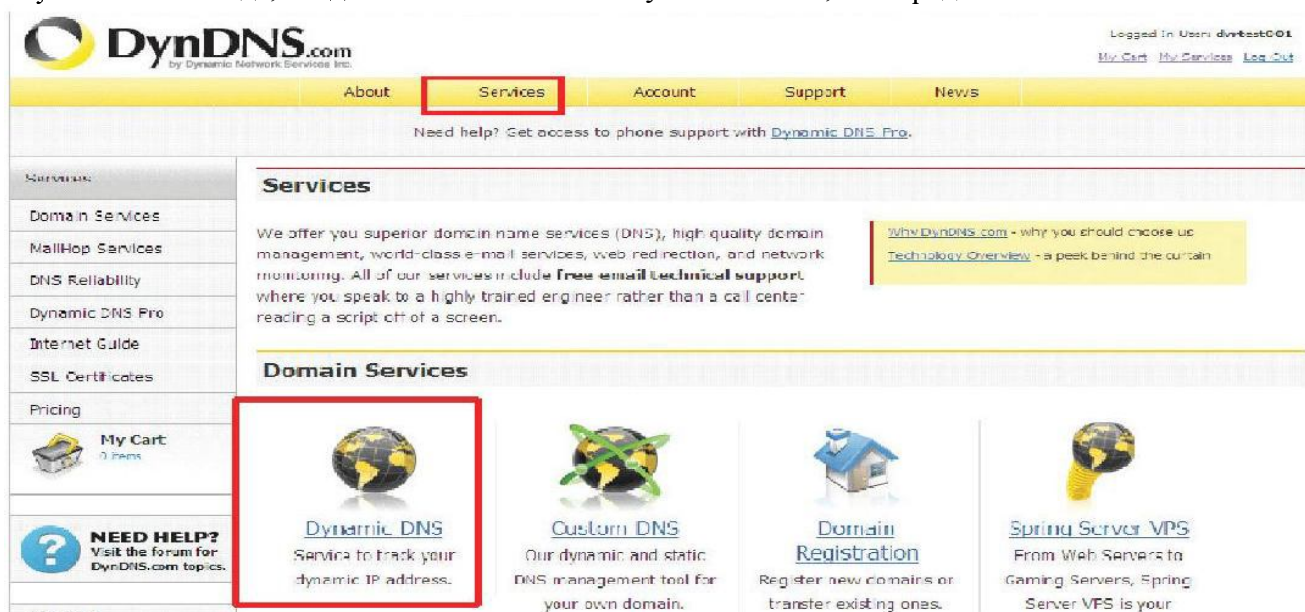 DynDNS.com
by Dynamic Network Services Inc.
Logged In User: dvrtest001
My Cart My Services Log Out
About Services Account Support News
Need help? Get access to phone support with Dynamic DNS Pro.
Services
Domain Services
MailHop Services
DNS Reliability
Dynamic DNS Pro
Internet Guide
SSL Certificates
Pricing
My Cart
0 items
NEED HELP?
Visit the forum for
DynDNS.com topics.
Services
We offer you superior domain name services (DNS), high quality domain
management, world-class e-mail services, web redirection, and network
monitoring. All of our services include free email technical support
where you speak to a highly trained engineer rather than a call center
reading a script off of a screen.
Why DynDNS.com - why you should choose us
Technology Overview - a peek behind the curtain
Domain Services
Dynamic DNS
Service to track your
dynamic IP address.
Custom DNS
Our dynamic and static
DNS management tool for
your own domain.
Domain
Registration
Register new domains or
transfer existing ones.
Spring Server VPS
From Web Servers to
Gaming Servers, Spring
Server VPS is your